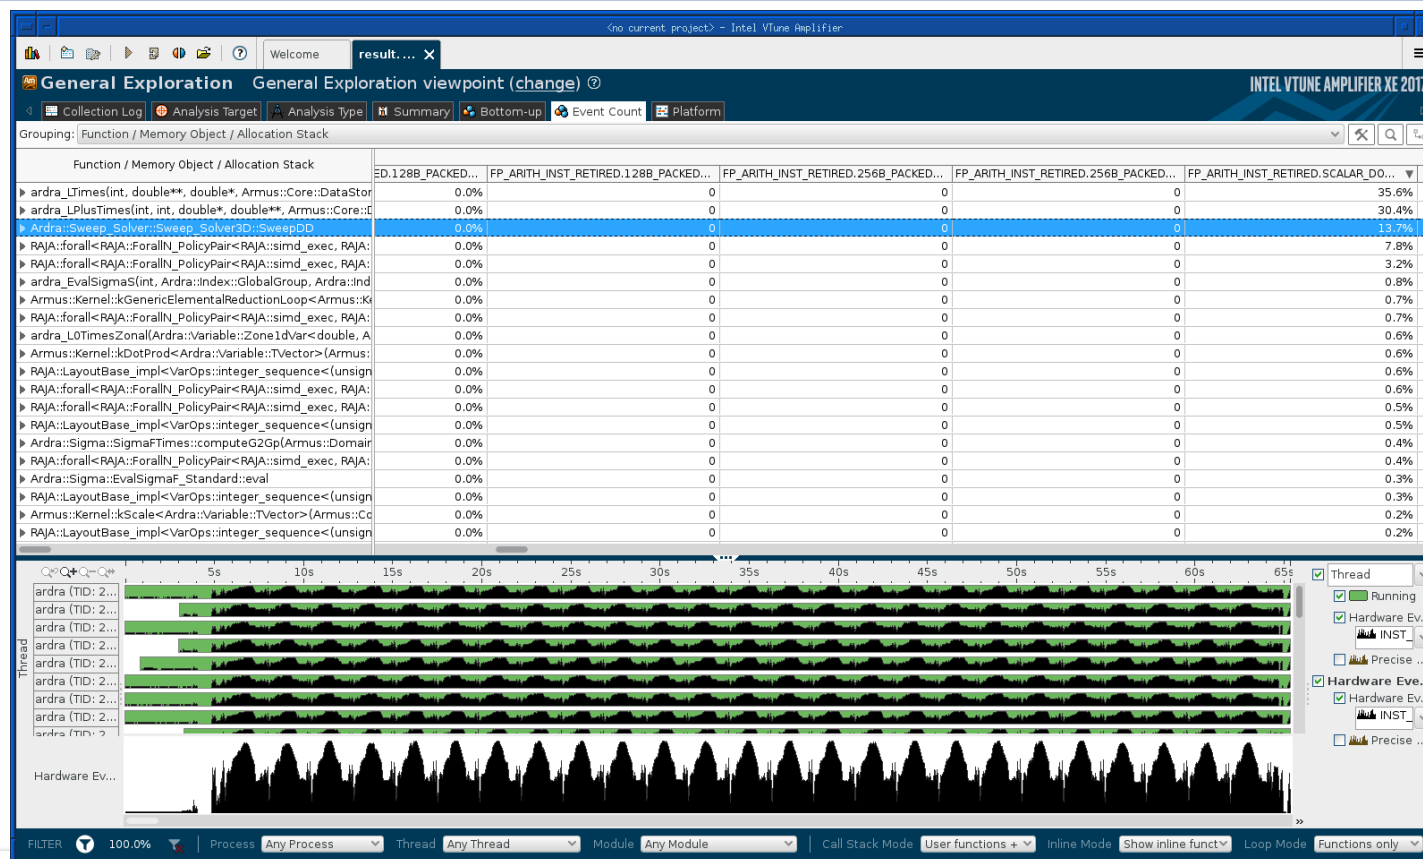 <no current project> - Intel VTune Amplifier
Welcome
result. ...
General Exploration General Exploration viewpoint (change)
INTEL VTUNE AMPLIFIER XE 2017
Collection Log Analysis Target Analysis Type Summary Bottom-up Event Count Platform
Grouping: Function / Memory Object / Allocation Stack
Function / Memory Object / Allocation Stack ED.128B_PACKED... FP_ARITH_INST_RETIRED.128B_PACKED... FP_ARITH_INST_RETIRED.256B_PACKED... FP_ARITH_INST_RETIRED.256B_PACKED... FP_ARITH_INST_RETIRED.SCALAR_DO...
ardra_LTimes(int, double**, double*, Armus::Core::DataStor 0.0% 0 0 0 35.6%
ardra_LPlusTimes(int, int, double*, double**, Armus::Core::D 0.0% 0 0 0 30.4%
Ardra::Sweep_Solver::Sweep_Solver3D::SweepDD 0.0% 0 0 0 13.7%
RAJA::forall<RAJA::ForallN_PolicyPair<RAJA::simd_exec, RAJA: 0.0% 0 0 0 7.8%
RAJA::forall<RAJA::ForallN_PolicyPair<RAJA::simd_exec, RAJA: 0.0% 0 0 0 3.2%
ardra_EvalSigmaS(int, Ardra::Index::GlobalGroup, Ardra::Ind 0.0% 0 0 0 0.8%
Armus::Kernel::kGenericElementalReductionLoop<Armus::Ke 0.0% 0 0 0 0.7%
RAJA::forall<RAJA::ForallN_PolicyPair<RAJA::simd_exec, RAJA: 0.0% 0 0 0 0.7%
ardra_L0TimesZonal(Ardra::Variable::Zone1dVar<double, A 0.0% 0 0 0 0.6%
Armus::Kernel::kDotProd<Ardra::Variable::TVector>(Armus: 0.0% 0 0 0 0.6%
RAJA::LayoutBase_impl<VarOps::integer_sequence<(unsign 0.0% 0 0 0 0.6%
RAJA::forall<RAJA::ForallN_PolicyPair<RAJA::simd_exec, RAJA: 0.0% 0 0 0 0.6%
RAJA::forall<RAJA::ForallN_PolicyPair<RAJA::simd_exec, RAJA: 0.0% 0 0 0 0.5%
RAJA::LayoutBase_impl<VarOps::integer_sequence<(unsign 0.0% 0 0 0 0.5%
Ardra::Sigma::SigmaFTimes::computeG2Gp(Armus::Domair 0.0% 0 0 0 0.4%
RAJA::forall<RAJA::ForallN_PolicyPair<RAJA::simd_exec, RAJA: 0.0% 0 0 0 0.4%
Ardra::Sigma::EvalSigmaF_Standard::eval 0.0% 0 0 0 0.3%
RAJA::LayoutBase_impl<VarOps::integer_sequence<(unsign 0.0% 0 0 0 0.3%
Armus::Kernel::kScale<Ardra::Variable::TVector>(Armus::Co 0.0% 0 0 0 0.2%
RAJA::LayoutBase_impl<VarOps::integer_sequence<(unsign 0.0% 0 0 0 0.2%
5s 10s 15s 20s 25s 30s 35s 40s 45s 50s 55s 60s 65s
Thread
ardra (TID: 2...
ardra (TID: 2...
ardra (TID: 2...
ardra (TID: 2...
ardra (TID: 2...
ardra (TID: 2...
ardra (TID: 2...
ardra (TID: 2...
ardra (TID: 2
Hardware Ev...
Thread
Running
Hardware Ev.
INST_
Precise ..
Hardware Eve.
Hardware Ev.
INST_
Precise ..
FILTER 100.0% Process Any Process Thread Any Thread Module Any Module Call Stack Mode User functions + Inline Mode Show inline funct Loop Mode Functions only